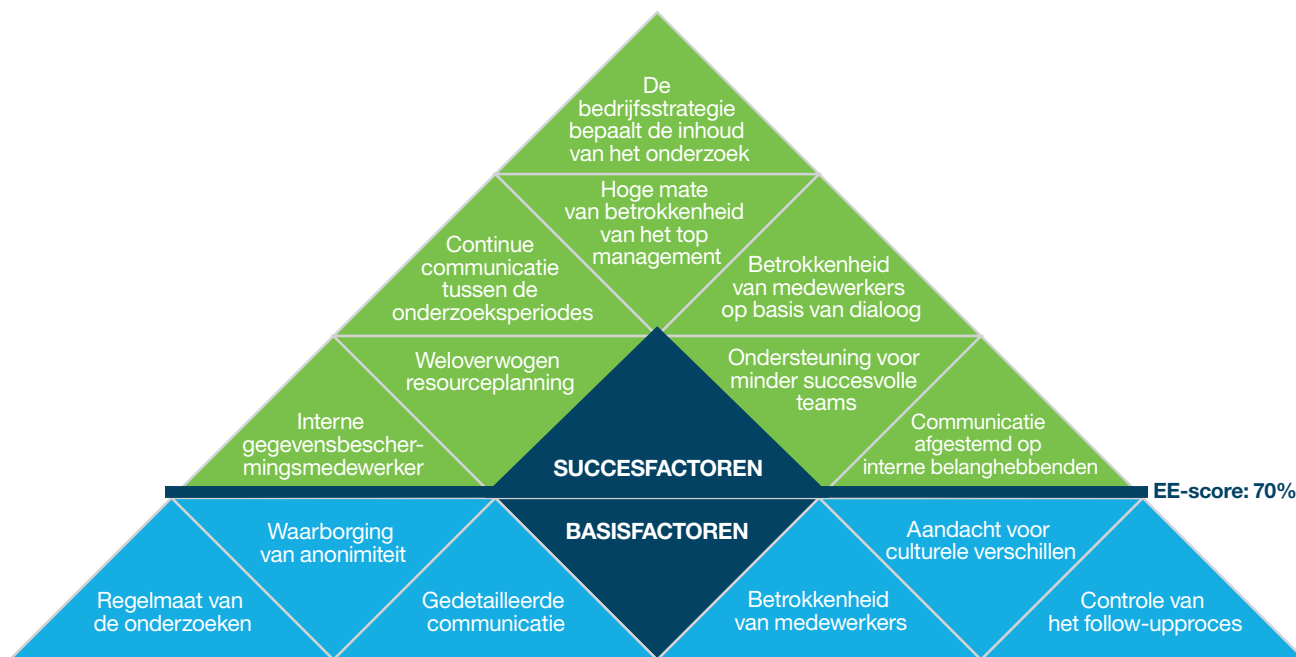 De
bedrijfsstrategie
bepaalt de inhoud
van het onderzoek
Hoge mate
van betrokkenheid
van het top
management
Continue
communicatie
tussen de
onderzoeksperiodes
Betrokkenheid
van medewerkers
op basis van dialoog
Weloverwogen
resourceplanning
Ondersteuning voor
minder succesvolle
teams
Interne
gegevensbescher-
mingsmedewerker
SUCCESFACTOREN
Communicatie
afgestemd op
interne belanghebbenden
EE-score: 70%
BASISFACTOREN
Waarborging
van anonimiteit
Aandacht voor
culturele verschillen
Regelmaat van
de onderzoeken
Gedetailleerde
communicatie
Betrokkenheid
van medewerkers
Controle van
het follow-upproces